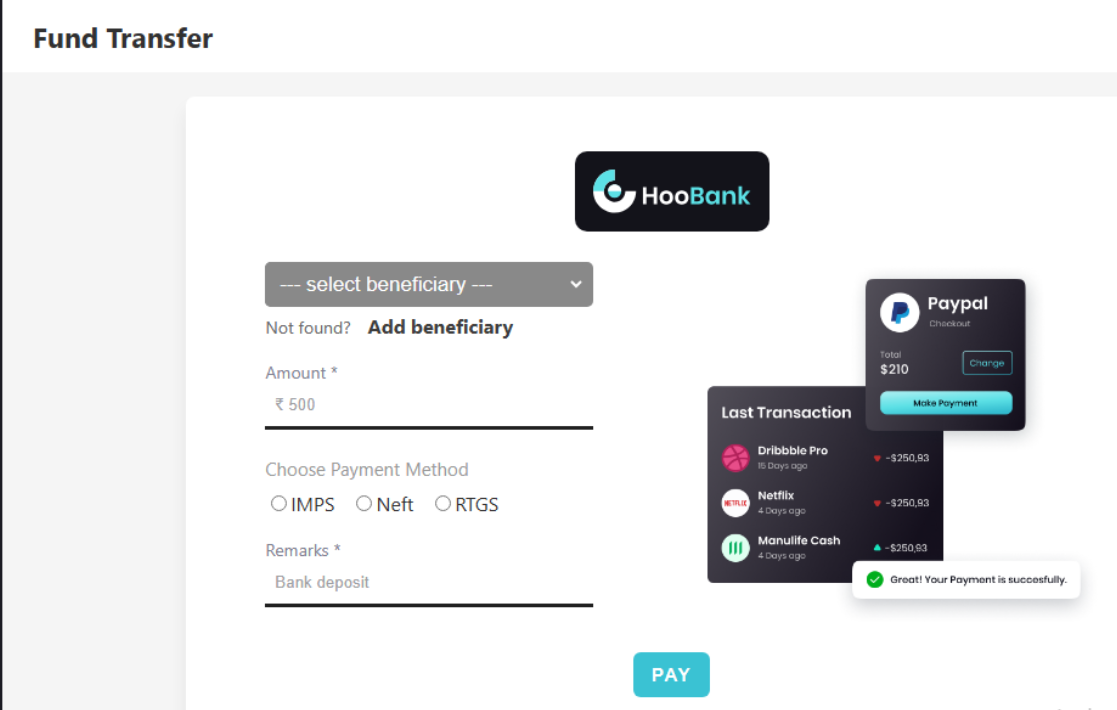 Fund Transfer
HooBank
--- select beneficiary ---
Not found? Add beneficiary
Amount *
₹ 500
Choose Payment Method
IMPS Neft RTGS
Remarks *
Bank deposit
Paypal
Checkout
Total
$210
Change
Make Payment
Last Transaction
Dribbble Pro
15 Days ago
-$250,93
NETFLIX
Netflix
4 Days ago
-$250,93
Manulife Cash
4 Days ago
-$250,93
Great! Your Payment is succesfully.
PAY